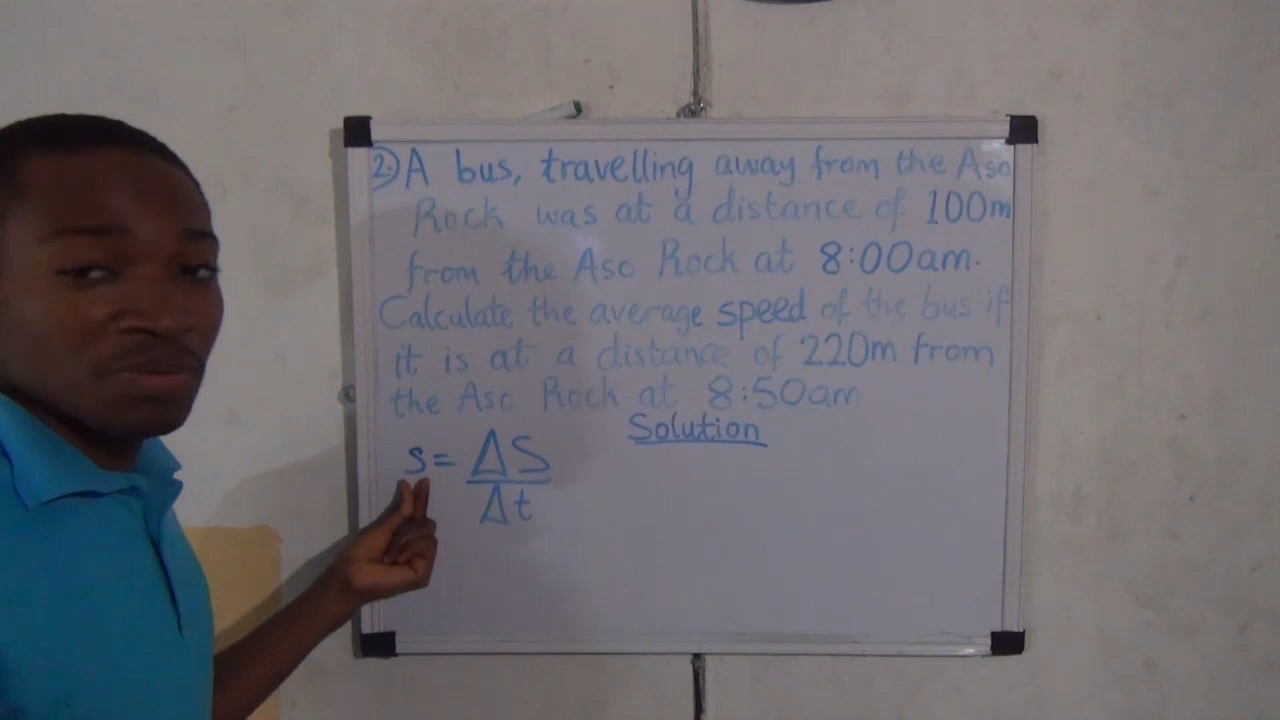 2. A bus, travelling away from the Aso
Rock was at a distance of 100m
from the Aso Rock at 8:00am.
Calculate the average speed of the bus if
it is at a distance of 220m from
the Aso Rock at 8:50am
Solution
s = ΔS
Δt